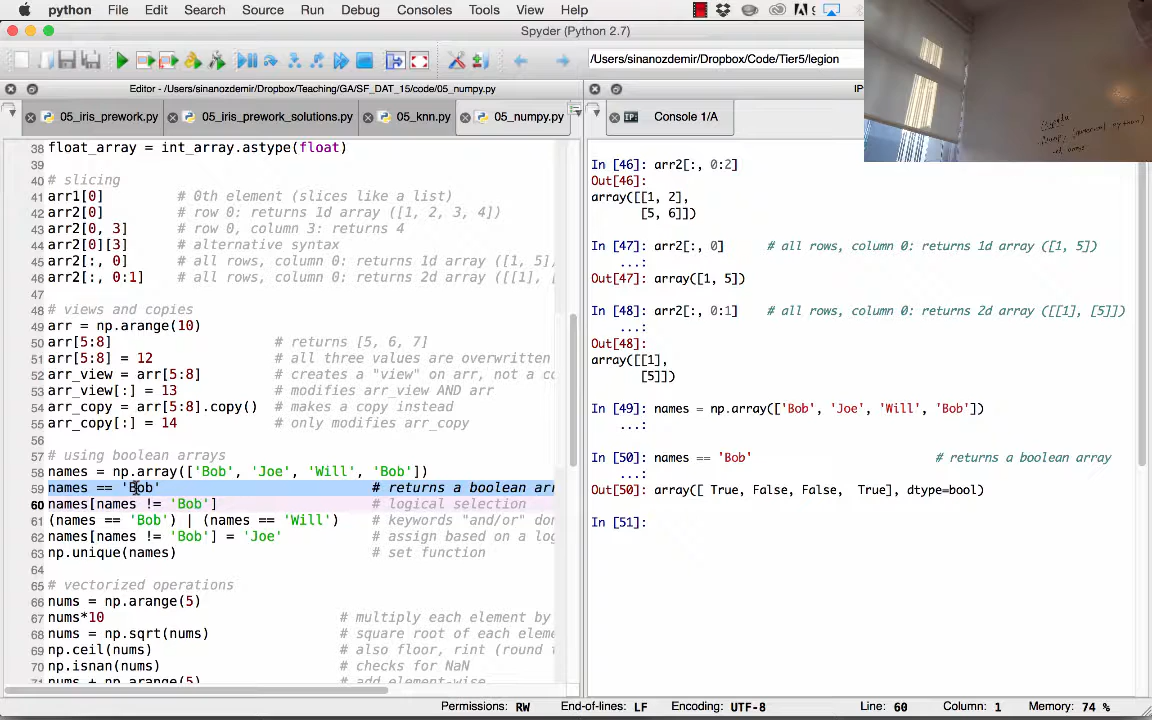 python File Edit Search Source Run Debug Consoles Tools View Help
Spyder (Python 2.7)
/Users/sinanozdemir/Dropbox/Code/Tier5/legion
Editor - /Users/sinanozdemir/Dropbox/Teaching/GA/SF_DAT_15/code/05_numpy.py
05_iris_prework.py 05_iris_prework_solutions.py 05_knn.py 05_numpy.py
38 float_array = int_array.astype(float)
39
40 # slicing
41 arr1[0] # 0th element (slices like a list)
42 arr2[0] # row 0: returns 1d array ([1, 2, 3, 4])
43 arr2[0, 3] # row 0, column 3: returns 4
44 arr2[0][3] # alternative syntax
45 arr2[:, 0] # all rows, column 0: returns 1d array ([1, 5]
46 arr2[:, 0:1] # all rows, column 0: returns 2d array ([[1], [
47
48 # views and copies
49 arr = np.arange(10)
50 arr[5:8] # returns [5, 6, 7]
51 arr[5:8] = 12 # all three values are overwritten
52 arr_view = arr[5:8] # creates a "view" on arr, not a co
53 arr_view[:] = 13 # modifies arr_view AND arr
54 arr_copy = arr[5:8].copy() # makes a copy instead
55 arr_copy[:] = 14 # only modifies arr_copy
56
57 # using boolean arrays
58 names = np.array(['Bob', 'Joe', 'Will', 'Bob'])
59 names == 'Bob' # returns a boolean arr
60 names[names != 'Bob'] # logical selection
61 (names == 'Bob') | (names == 'Will') # keywords "and/or" don
62 names[names != 'Bob'] = 'Joe' # assign based on a log
63 np.unique(names) # set function
64
65 # vectorized operations
66 nums = np.arange(5)
67 nums*10 # multiply each element by
68 nums = np.sqrt(nums) # square root of each eleme
69 np.ceil(nums) # also floor, rint (round t
70 np.isnan(nums) # checks for NaN
71 nums + np.arange(5) # add element-wise
IP
Console 1/A
In [46]: arr2[:, 0:2]
Out[46]:
array([[1, 2],
[5, 6]])
In [47]: arr2[:, 0] # all rows, column 0: returns 1d array ([1, 5])
...:
Out[47]: array([1, 5])
In [48]: arr2[:, 0:1] # all rows, column 0: returns 2d array ([[1], [5]])
...:
Out[48]:
array([[1],
[5]])
In [49]: names = np.array(['Bob', 'Joe', 'Will', 'Bob'])
...:
In [50]: names == 'Bob' # returns a boolean array
...:
Out[50]: array([ True, False, False, True], dtype=bool)
In [51]:
Permissions: RW End-of-lines: LF Encoding: UTF-8 Line: 60 Column: 1 Memory: 74 %